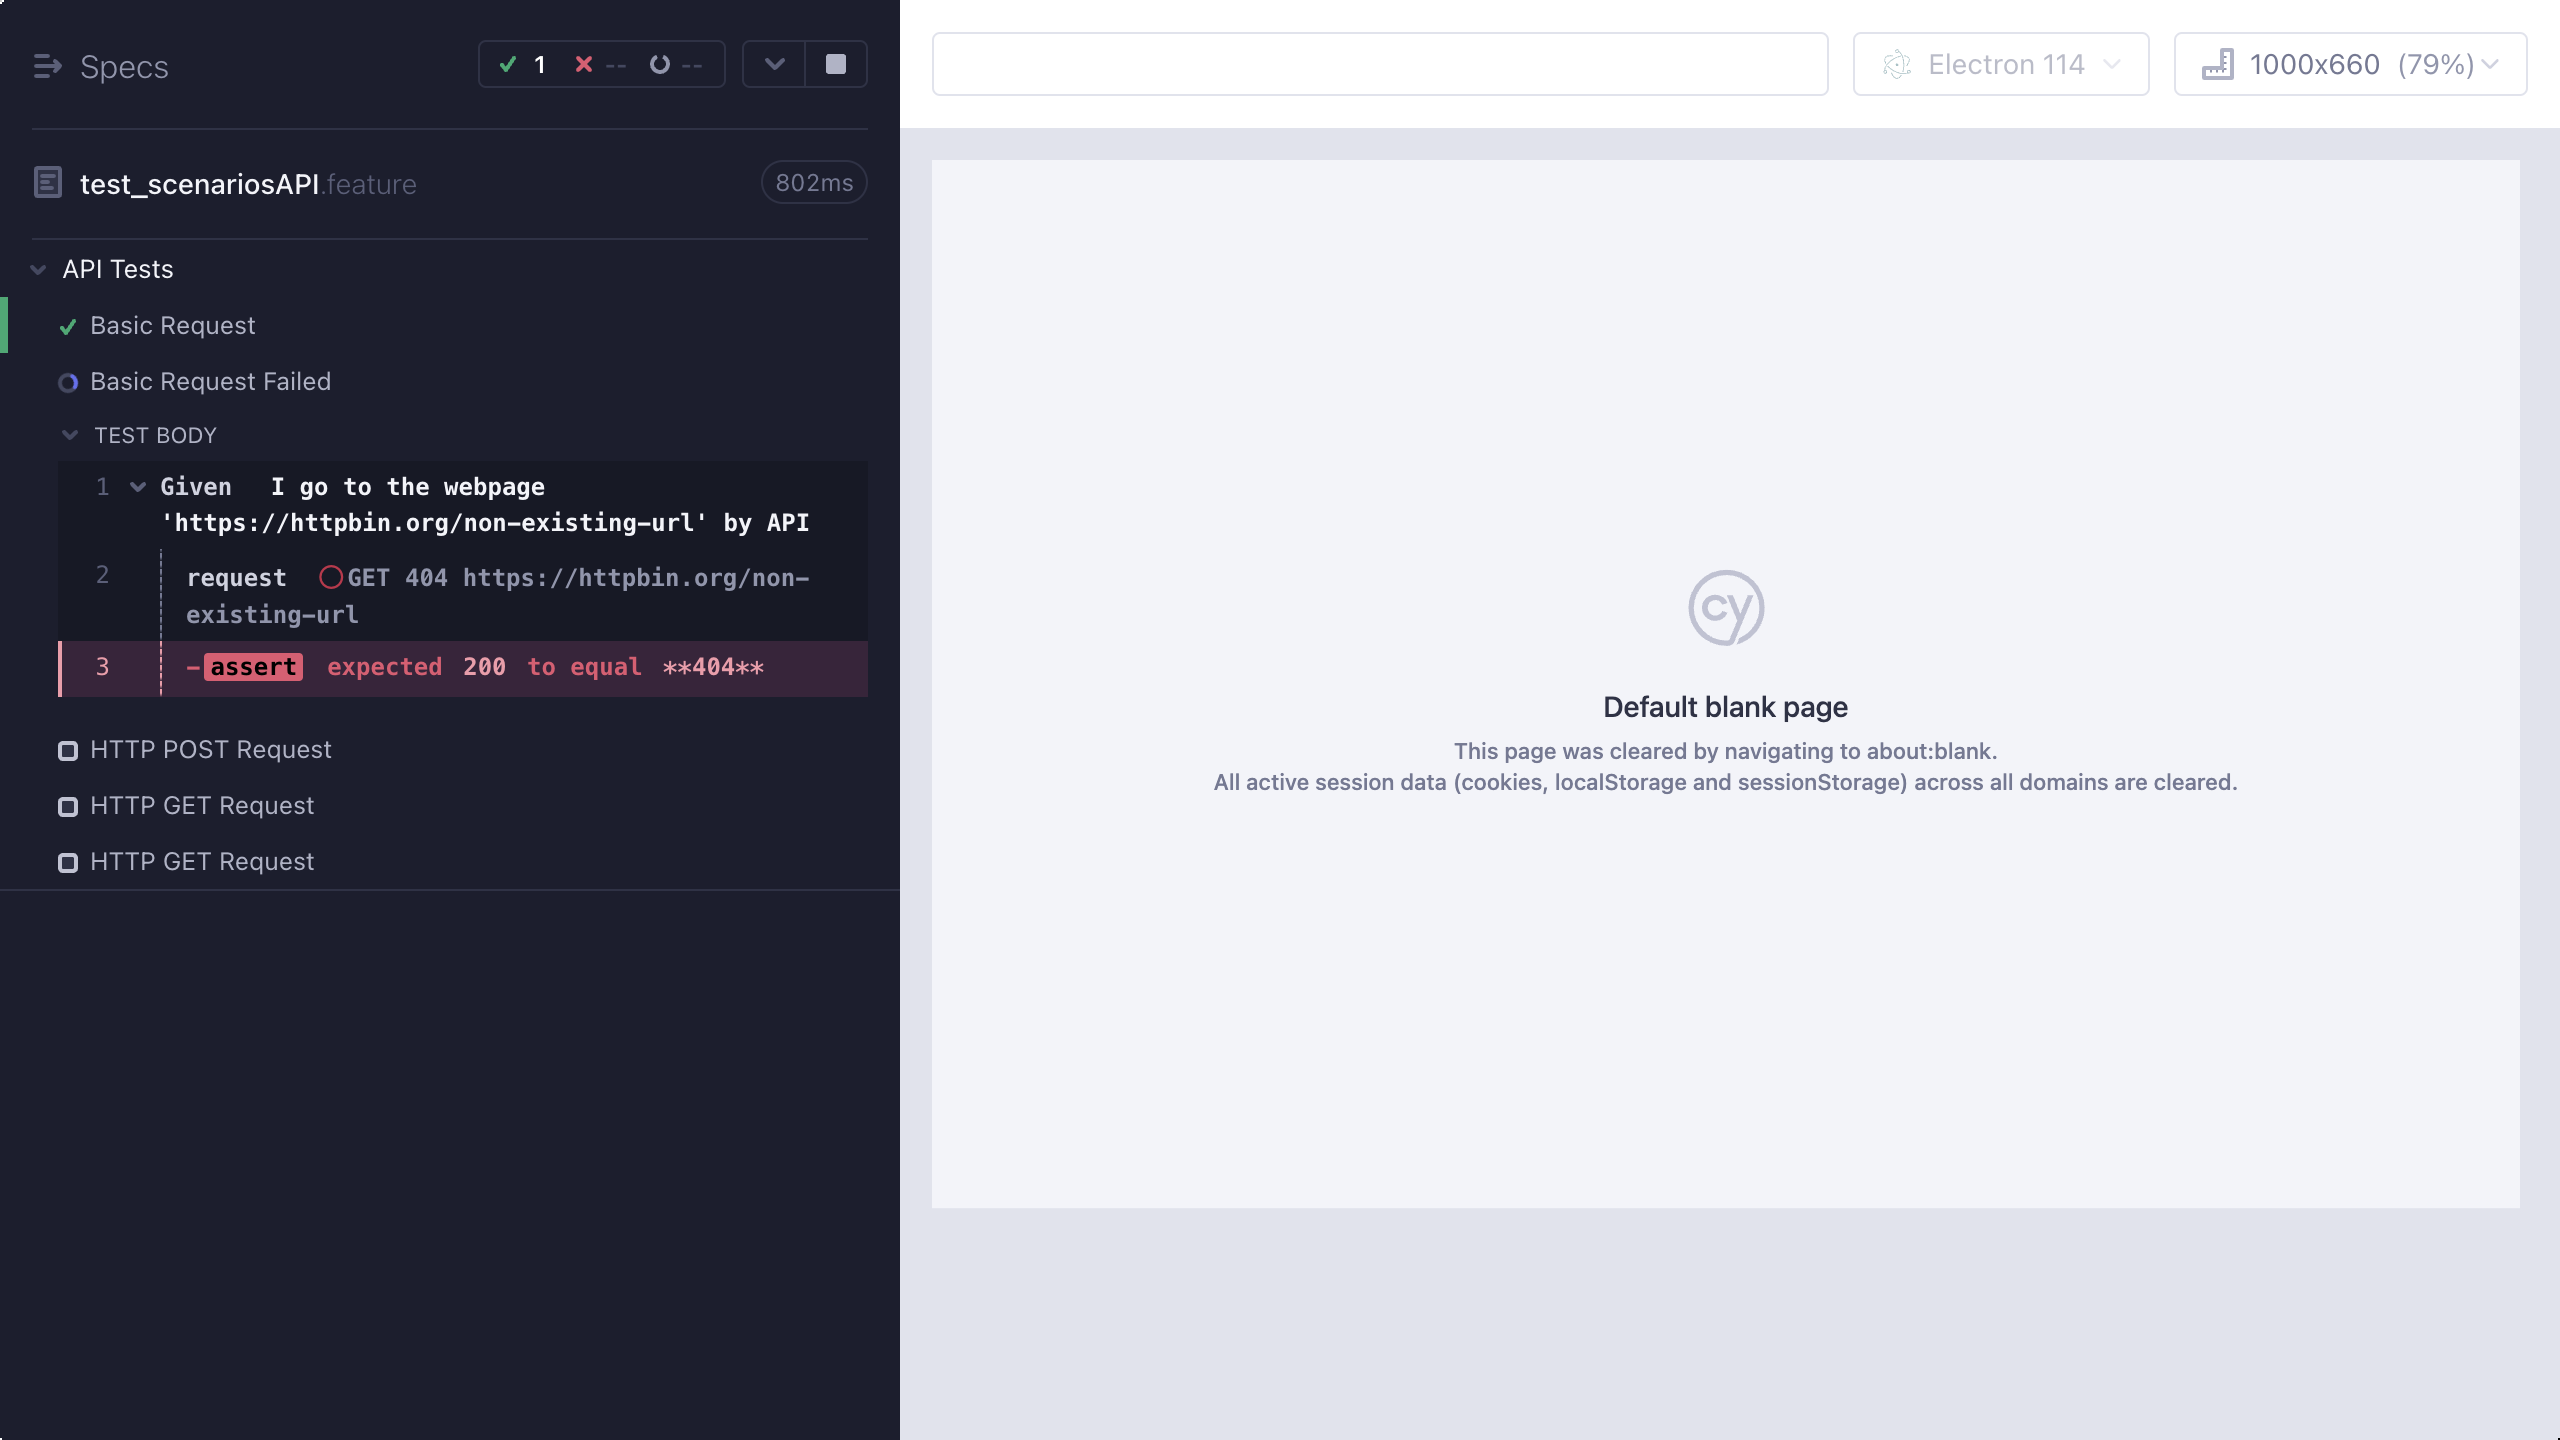 Specs
1 -- --
test_scenariosAPI.feature 802ms
API Tests
Basic Request
Basic Request Failed
TEST BODY
1 Given I go to the webpage
'https://httpbin.org/non-existing-url' by API
2 request GET 404 https://httpbin.org/non-
existing-url
3 -assert expected 200 to equal **404**
HTTP POST Request
HTTP GET Request
HTTP GET Request
Electron 114
1000x660 (79%)
cy
Default blank page
This page was cleared by navigating to about:blank.
All active session data (cookies, localStorage and sessionStorage) across all domains are cleared.